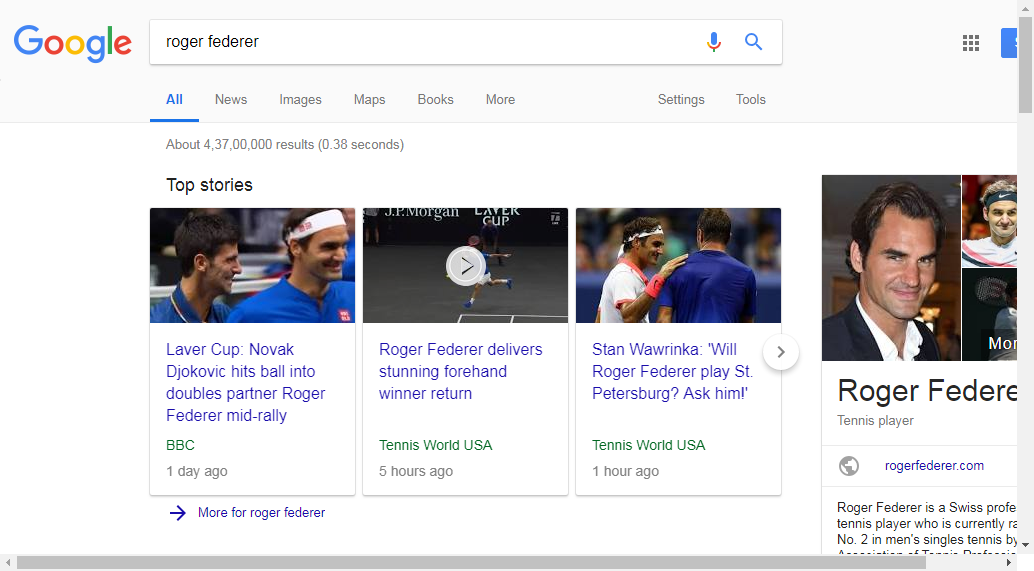 Google
roger federer
All News Images Maps Books More Settings Tools
About 4,37,00,000 results (0.38 seconds)
Top stories
J.P.Morgan LAVER
CUP
Laver Cup: Novak
Djokovic hits ball into
doubles partner Roger
Federer mid-rally
BBC
1 day ago
Roger Federer delivers
stunning forehand
winner return
Tennis World USA
5 hours ago
Stan Wawrinka: 'Will
Roger Federer play St.
Petersburg? Ask him!'
Tennis World USA
1 hour ago
More for roger federer
Mor
Roger Federe
Tennis player
rogerfederer.com
Roger Federer is a Swiss profe
tennis player who is currently ra
No. 2 in men's singles tennis by
Association of Tennis Professio